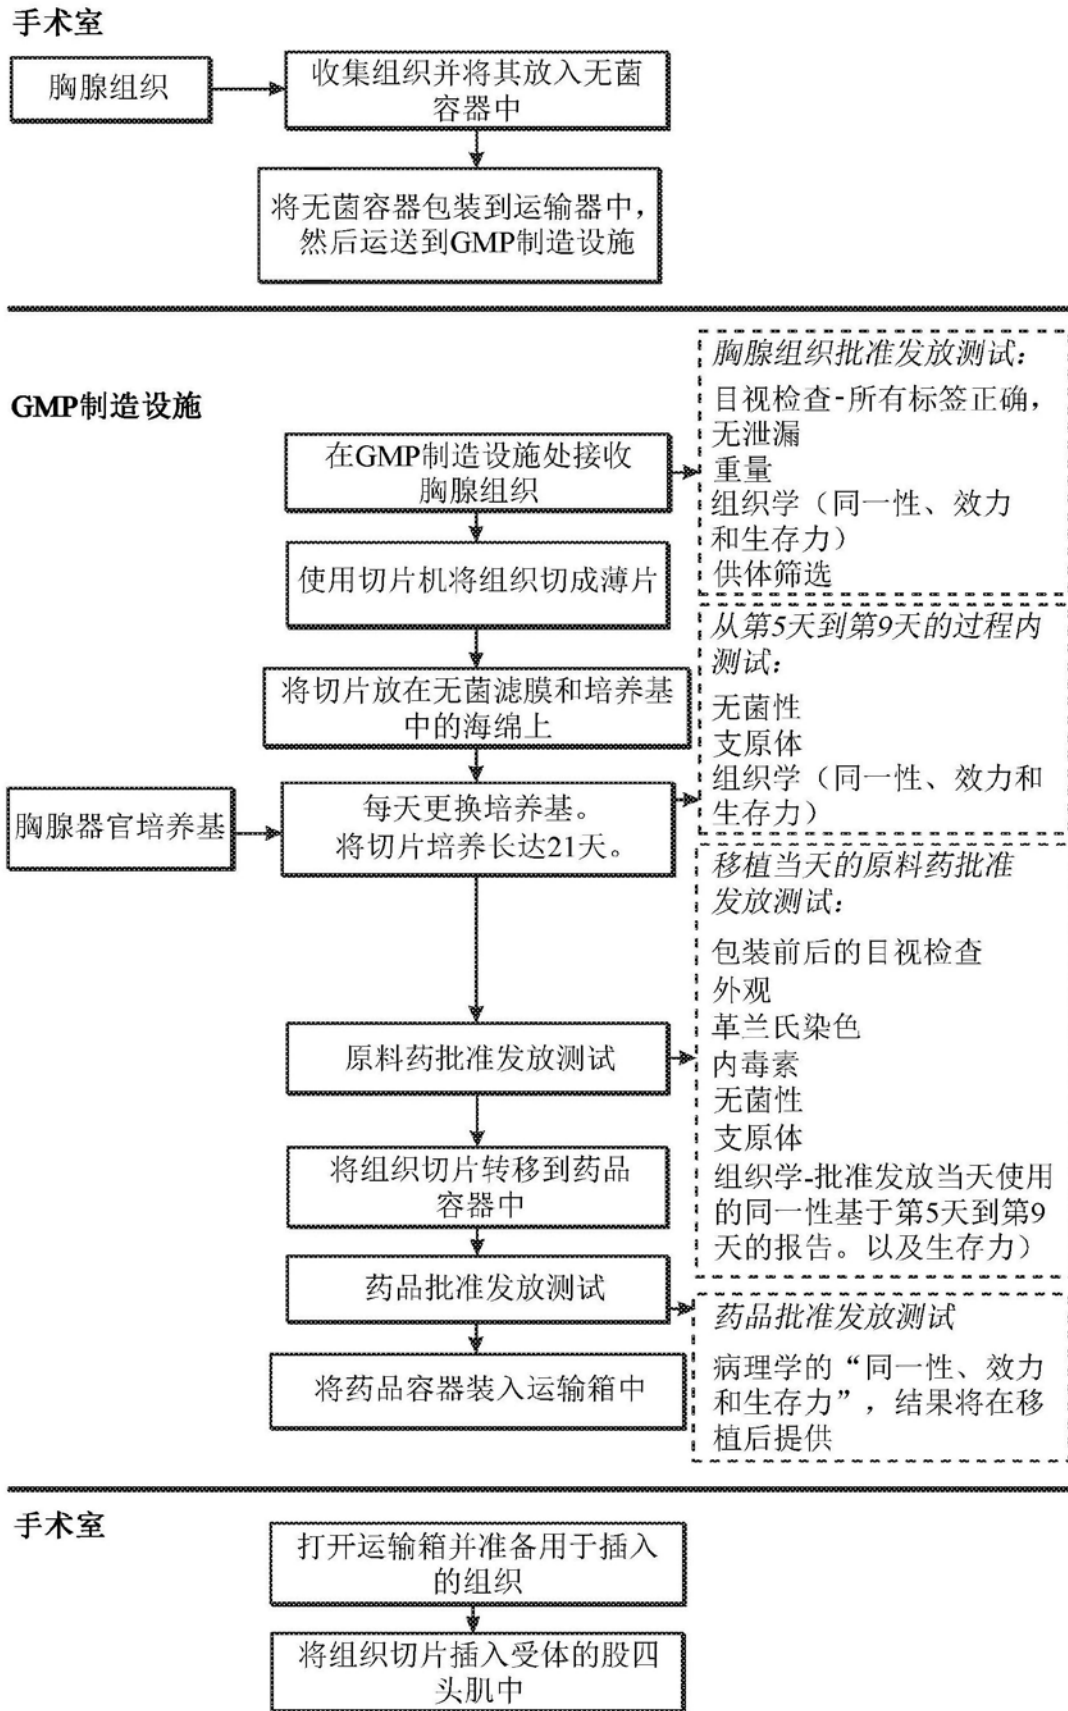 手术室
胸腺组织
收集组织并将其放入无菌
容器中
将无菌容器包装到运输器中，
然后运送到GMP制造设施
GMP制造设施
在GMP制造设施处接收
胸腺组织
胸腺组织批准发放测试：
目视检查-所有标签正确，
无泄漏
重量
组织学（同一性、效力
和生存力）
供体筛选
使用切片机将组织切成薄片
将切片放在无菌滤膜和培养基
中的海绵上
从第5天到第9天的过程内
测试：
无菌性
支原体
组织学（同一性、效力和
生存力）
胸腺器官培养基
每天更换培养基。
将切片培养长达21天。
原料药批准发放测试
移植当天的原料药批准
发放测试：
包装前后的目视检查
外观
革兰氏染色
内毒素
无菌性
支原体
组织学-批准发放当天使用
的同一性基于第5天到第9
天的报告。以及生存力）
将组织切片转移到药品
容器中
药品批准发放测试
药品批准发放测试
病理学的“同一性、效力
和生存力”，结果将在移
植后提供
将药品容器装入运输箱中
手术室
打开运输箱并准备用于插入
的组织
将组织切片插入受体的股四
头肌中